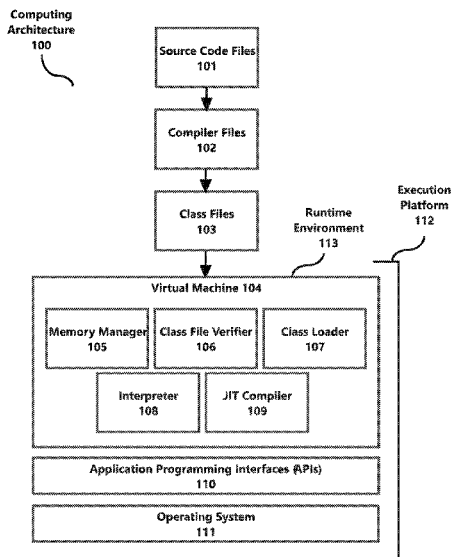 Computing
Architecture
100
Source Code Files
101
Compiler Files
102
Class Files
103
Execution
Platform
112
Runtime
Environment
113
Virtual Machine 104
Memory Manager
105
Class File Verifier
106
Class Loader
107
Interpreter
108
JIT Compiler
109
Application Programming Interfaces (APIs)
110
Operating System
111